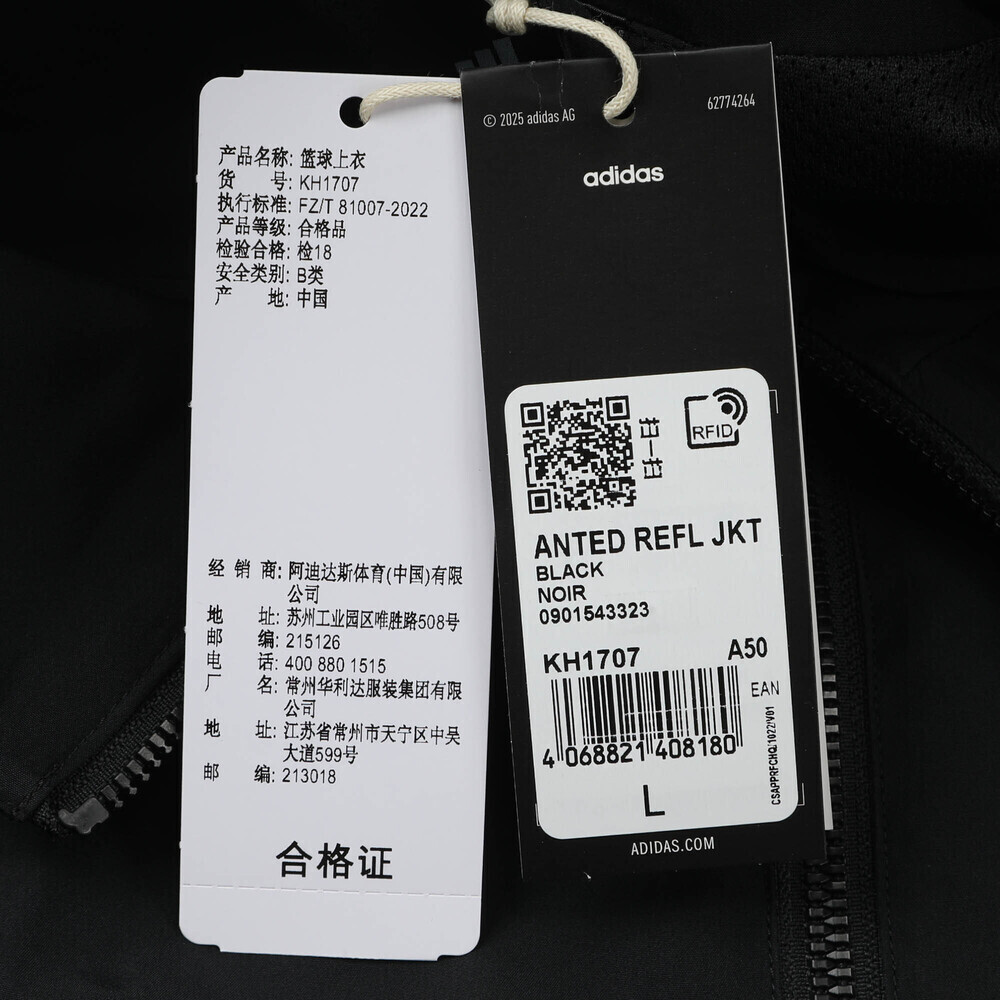 产品名称: 篮球上衣
货 号: KH1707
执行标准: FZ/T 81007-2022
产品等级: 合格品
检验合格: 检18
安全类别: B类
产 地: 中国
经 销 商: 阿迪达斯体育(中国)有限
公司
地 址: 苏州工业园区唯胜路508号
邮 编: 215126
电 话: 400 880 1515
厂 名: 常州华利达服装集团有限
公司
地 址: 江苏省常州市天宁区中吴
大道599号
邮 编: 213018
合格证
© 2025 adidas AG
62774264
adidas
扫一扫
RFID
ANTED REFL JKT
BLACK
NOIR
0901543323
KH1707 A50
EAN
4 068821 408180
CSAPPRFCHQ/1022/V01
L
ADIDAS.COM